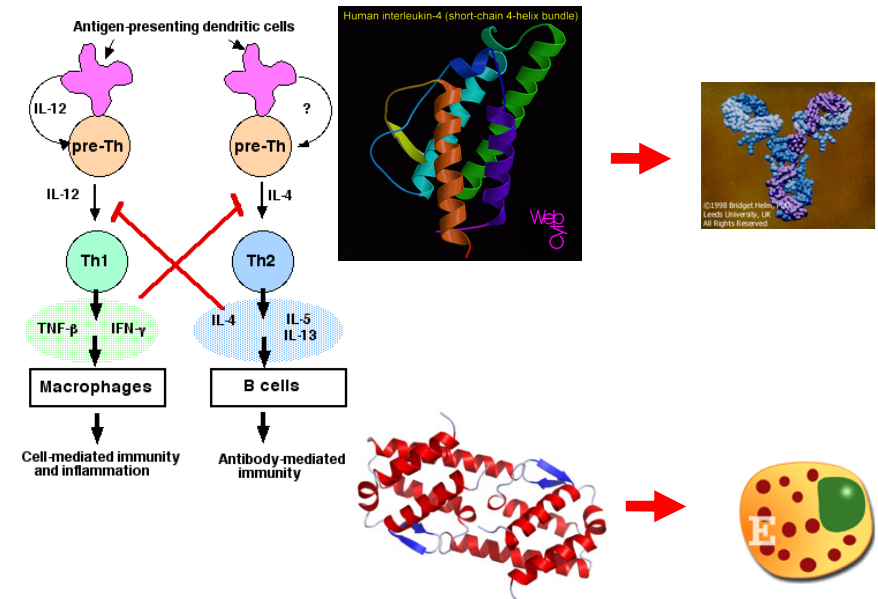 Antigen-presenting dendritic cells
IL-12
?
pre-Th
pre-Th
IL-12
IL-4
Th1
Th2
TNF-β
IFN-γ
IL-4
IL-5
IL-13
Macrophages
B cells
Cell-mediated immunity
and inflammation
Antibody-mediated
immunity
Human interleukin-4 (short-chain 4-helix bundle)
Web
Cyto
©1998 Bridget Helm,
Leeds University, UK
All Rights Reserved
E